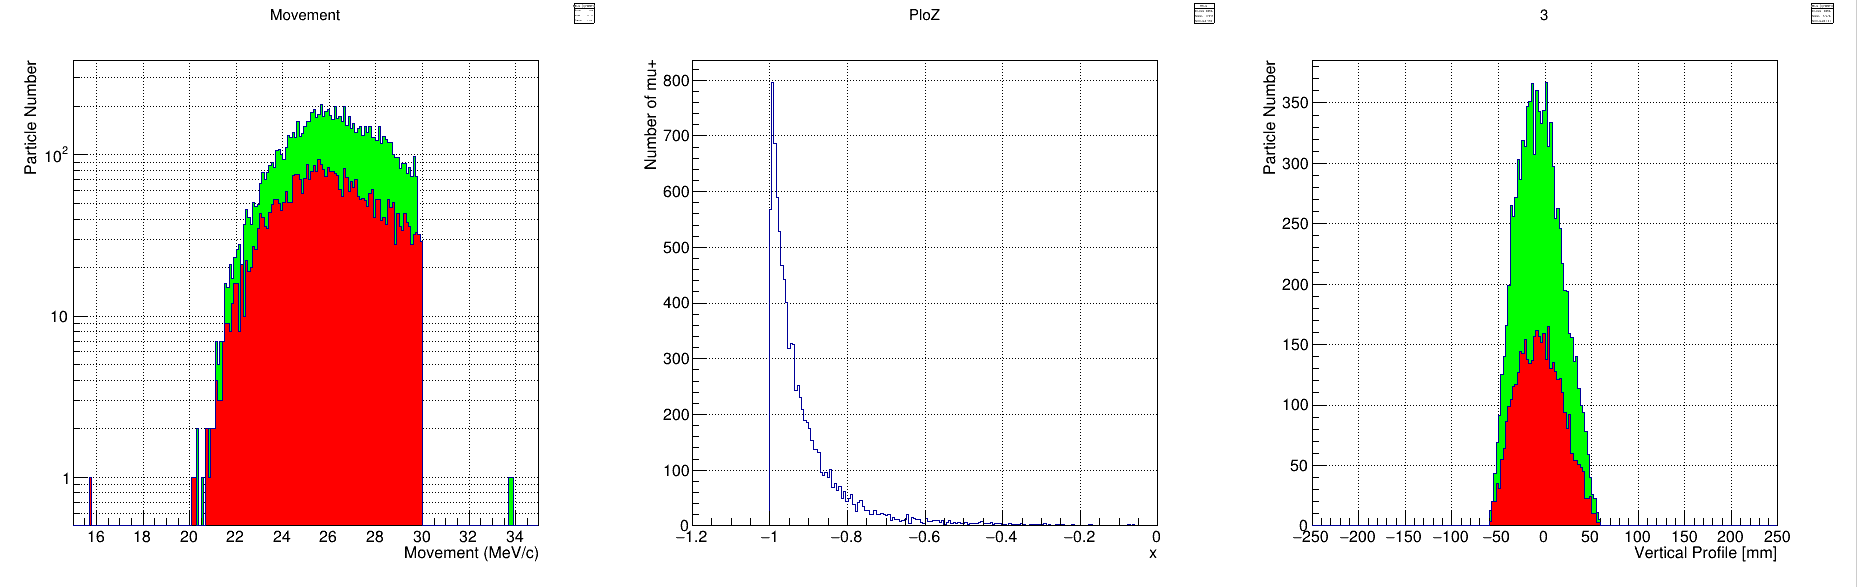 Movement
Particle Number
10²
10
1
16 18 20 22 24 26 28 30 32 34
Movement (MeV/c)
PloZ
Number of mu+
800
700
600
500
400
300
200
100
0
−1.2 −1 −0.8 −0.6 −0.4 −0.2 0
x
3
Particle Number
350
300
250
200
150
100
50
0
−250 −200 −150 −100 −50 0 50 100 150 200 250
Vertical Profile [mm]